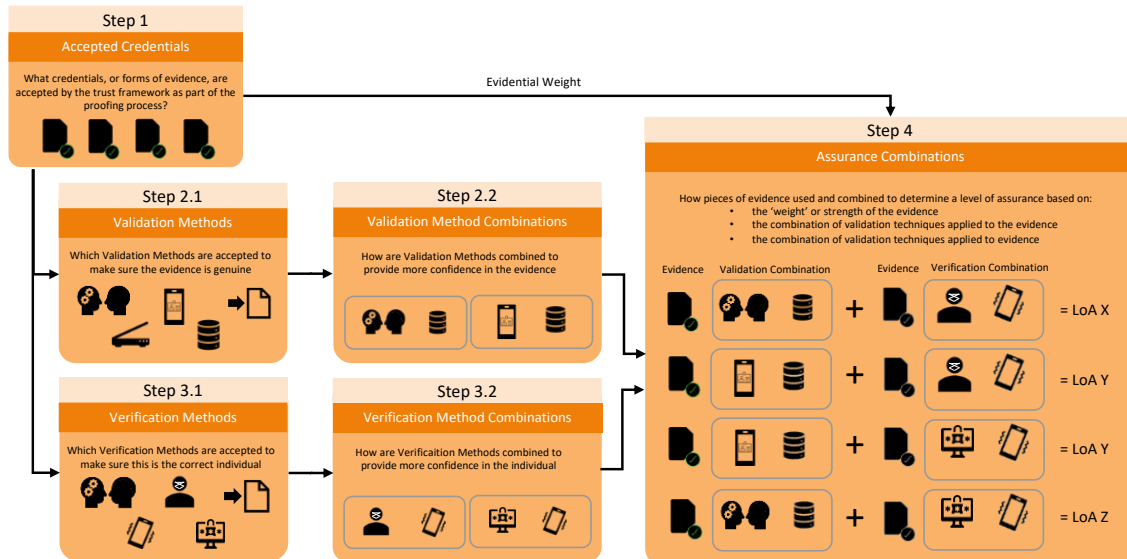 Step 1
Accepted Credentials
What credentials, or forms of evidence, are
accepted by the trust framework as part of the
proofing process?
Evidential Weight
Step 2.1
Validation Methods
Which Validation Methods are accepted to
make sure the evidence is genuine
Step 2.2
Validation Method Combinations
How are Validation Methods combined to
provide more confidence in the evidence
Step 3.1
Verification Methods
Which Verification Methods are accepted to
make sure this is the correct individual
Step 3.2
Verification Method Combinations
How are Verificaition Methods combined to
provide more confidence in the individual
Step 4
Assurance Combinations
How pieces of evidence used and combined to determine a level of assurance based on:
• the ‘weight’ or strength of the evidence
• the combination of validation techniques applied to the evidence
• the combination of validation techniques applied to evidence
Evidence Validation Combination Evidence Verification Combination
+ = LoA X
+ = LoA Y
+ = LoA Y
+ = LoA Z